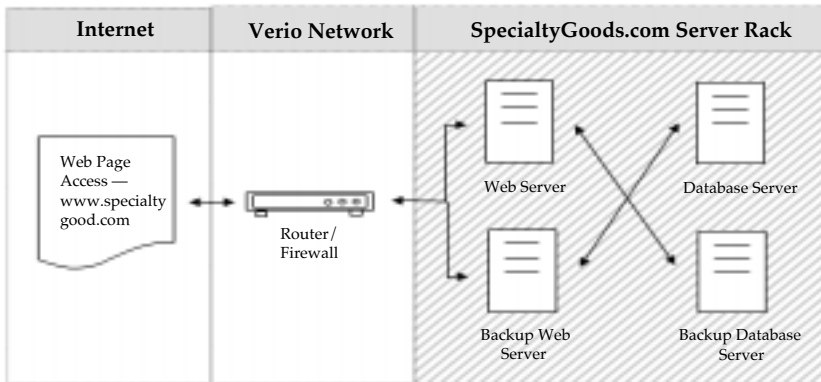 Internet
Verio Network
SpecialtyGoods.com Server Rack
Web Page
Access —
www.specialty
good.com
Router/
Firewall
Web Server
Database Server
Backup Web
Server
Backup Database
Server